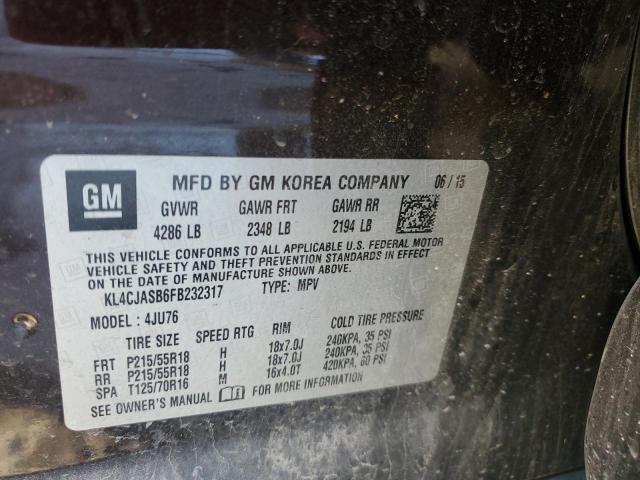 GM MFD BY GM KOREA COMPANY 06/15
GVWR GAWR FRT GAWR RR
4286 LB 2348 LB 2194 LB
THIS VEHICLE CONFORMS TO ALL APPLICABLE U.S. FEDERAL MOTOR
VEHICLE SAFETY AND THEFT PREVENTION STANDARDS IN EFFECT
ON THE DATE OF MANUFACTURE SHOWN ABOVE.
KL4CJASB6FB232317 TYPE: MPV
MODEL: 4JU76
TIRE SIZE SPEED RTG RIM COLD TIRE PRESSURE
FRT P215/55R18 H 18x7.0J 240KPA, 35 PSI
RR P215/55R18 H 18x7.0J 240KPA, 35 PSI
SPA T125/70R16 M 16x4.0T 420KPA, 60 PSI
SEE OWNER'S MANUAL FOR MORE INFORMATION